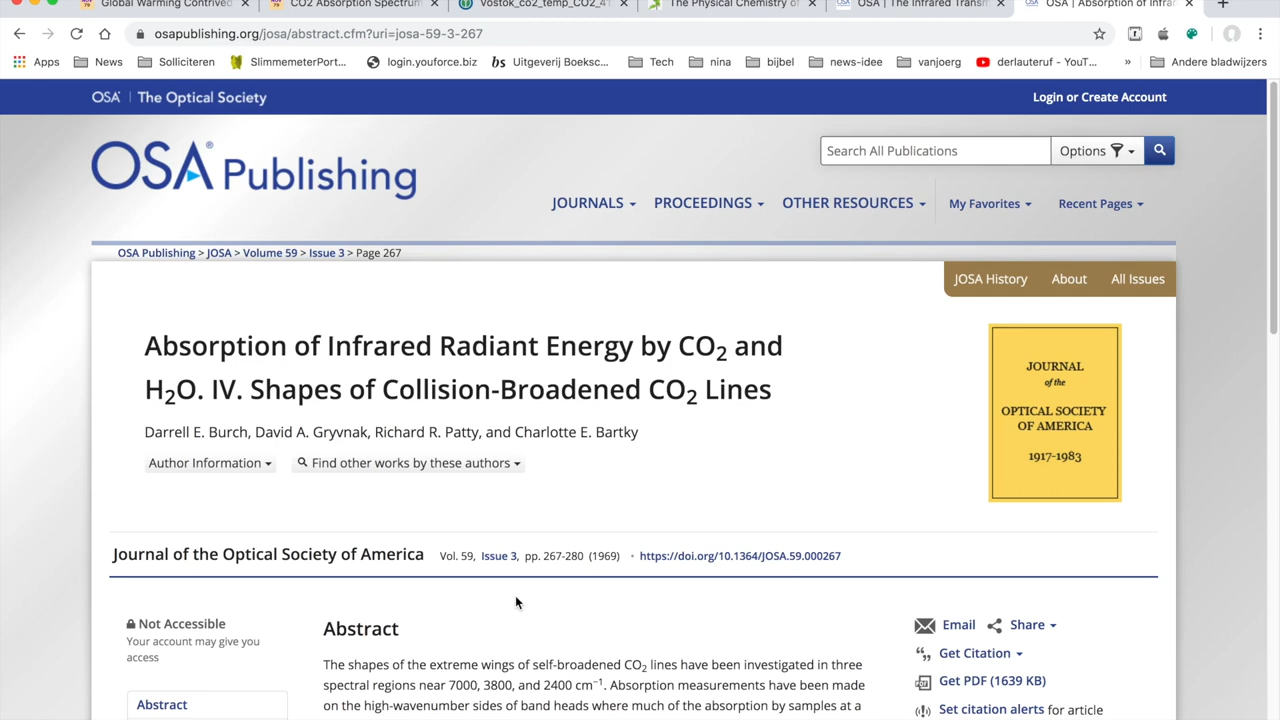 Global Warming Contrived
CO2 Absorption Spectrum
Vostok_co2_temp_CO2_4
The Physical Chemistry of
OSA | The Infrared Transm
OSA | Absorption of Infrar
osapublishing.org/josa/abstract.cfm?uri=josa-59-3-267
Apps News Solliciteren SlimmemeterPort... login.youforce.biz bs Uitgeverij Boeksc... Tech nina bijbel news-idee vanjoerg derlauteruf - YouT... » Andere bladwijzers
OSA | The Optical Society
Login or Create Account
OSA® Publishing
Search All Publications Options
JOURNALS PROCEEDINGS OTHER RESOURCES My Favorites Recent Pages
OSA Publishing > JOSA > Volume 59 > Issue 3 > Page 267
JOSA History About All Issues
Absorption of Infrared Radiant Energy by CO2 and
H2O. IV. Shapes of Collision-Broadened CO2 Lines
Darrell E. Burch, David A. Gryvnak, Richard R. Patty, and Charlotte E. Bartky
Author Information Find other works by these authors
JOURNAL
of the
OPTICAL SOCIETY
OF AMERICA
1917-1983
Journal of the Optical Society of America Vol. 59, Issue 3, pp. 267-280 (1969) • https://doi.org/10.1364/JOSA.59.000267
Not Accessible
Your account may give you
access
Abstract
Abstract
The shapes of the extreme wings of self-broadened CO2 lines have been investigated in three
spectral regions near 7000, 3800, and 2400 cm−1. Absorption measurements have been made
on the high-wavenumber sides of band heads where much of the absorption by samples at a
Email Share
Get Citation
Get PDF (1639 KB)
Set citation alerts for article